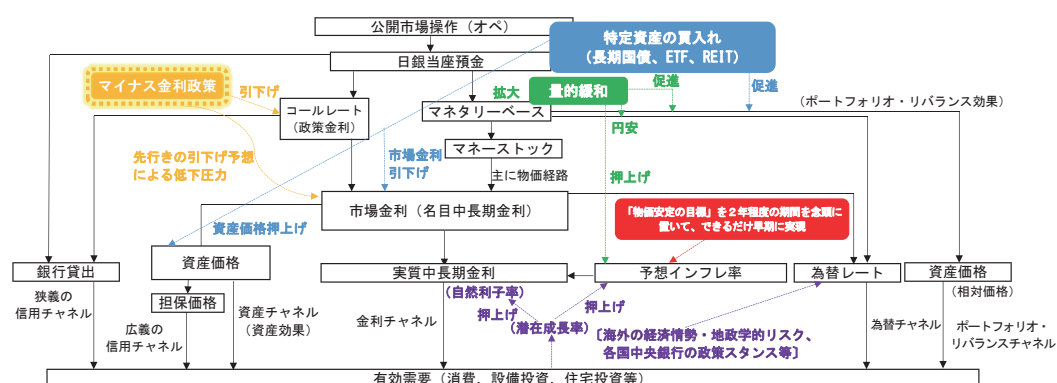 公開市場操作（オペ）
特定資産の買入れ
（長期国債、ETF、REIT）
日銀当座預金
マイナス金利政策
引下げ
拡大
量的緩和
促進
促進
コールレート
（政策金利）
マネタリーベース
（ポートフォリオ・リバランス効果）
円安
マネーストック
先行きの引下げ予想
による低下圧力
市場金利
引下げ
主に物価経路
押上げ
市場金利（名目中長期金利）
「物価安定の目標」を２年程度の期間を念頭に
置いて、できるだけ早期に実現
資産価格押上げ
銀行貸出
資産価格
実質中長期金利
予想インフレ率
為替レート
資産価格
（相対価格）
（自然利子率）
担保価格
狭義の
信用チャネル
広義の
信用チャネル
資産チャネル
（資産効果）
金利チャネル
押上げ
押上げ
（潜在成長率）
〔海外の経済情勢・地政学的リスク、
各国中央銀行の政策スタンス等〕
為替チャネル
ポートフォリオ・
リバランスチャネル
有効需要（消費、設備投資、住宅投資等）